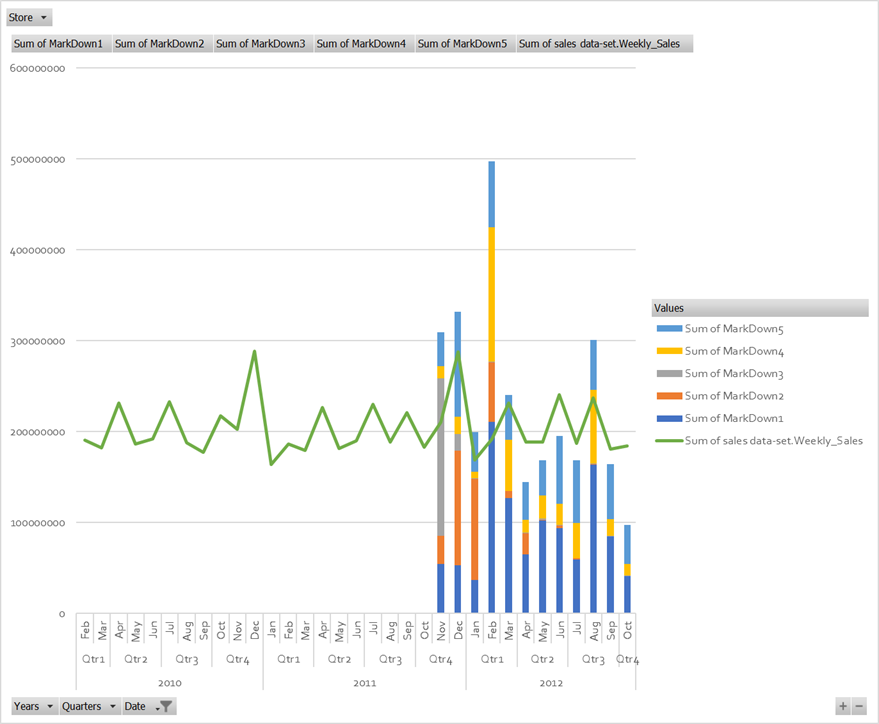 Store
Sum of MarkDown1 Sum of MarkDown2 Sum of MarkDown3 Sum of MarkDown4 Sum of MarkDown5 Sum of sales data-set.Weekly_Sales
600000000
500000000
400000000
300000000
200000000
100000000
0
Values
Sum of MarkDown5
Sum of MarkDown4
Sum of MarkDown3
Sum of MarkDown2
Sum of MarkDown1
Sum of sales data-set.Weekly_Sales
Feb Mar Apr May Jun Jul Aug Sep Oct Nov Dec Jan Feb Mar Apr May Jun Jul Aug Sep Oct Nov Dec Jan Feb Mar Apr May Jun Jul Aug Sep Oct
Qtr1 Qtr2 Qtr3 Qtr4 Qtr1 Qtr2 Qtr3 Qtr4 Qtr1 Qtr2 Qtr3 Qtr4
2010 2011 2012
Years Quarters Date